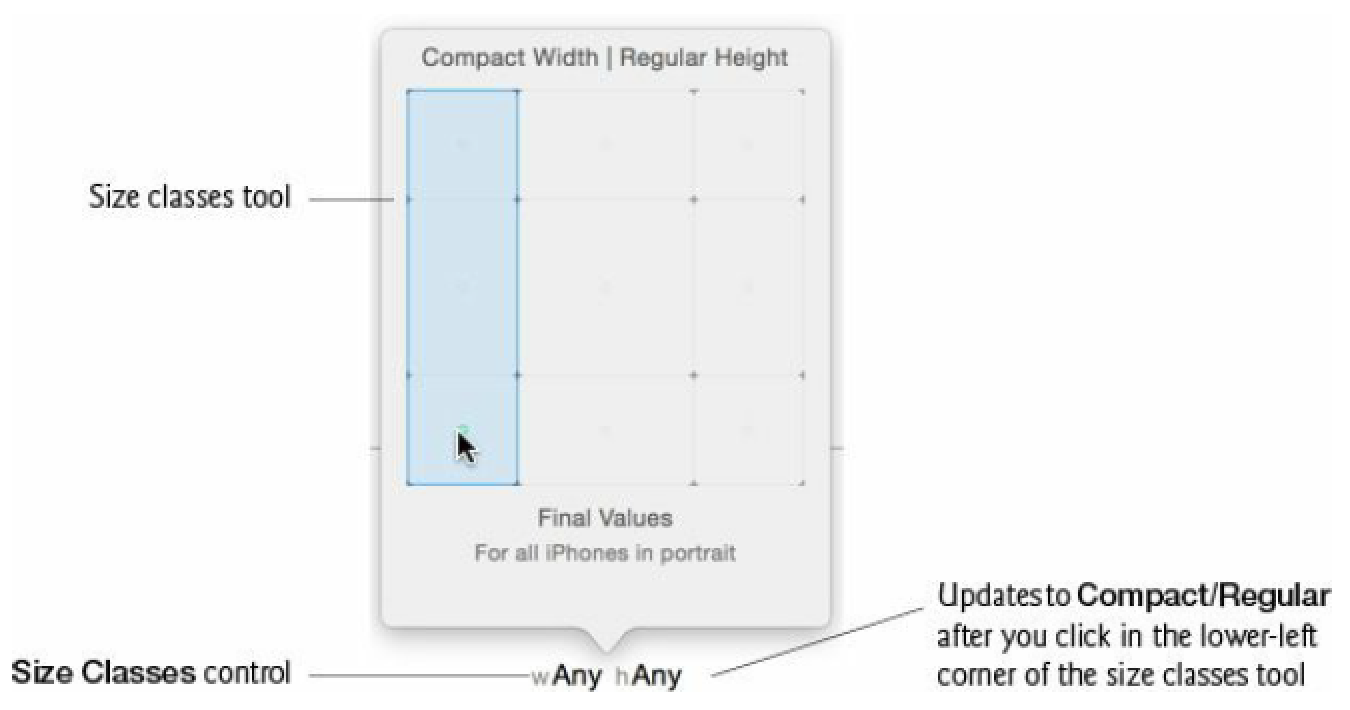 Compact Width | Regular Height
Size classes tool
Final Values
For all iPhones in portrait
Updates to Compact/Regular
after you click in the lower-left
corner of the size classes tool
Size Classes control
wAny hAny